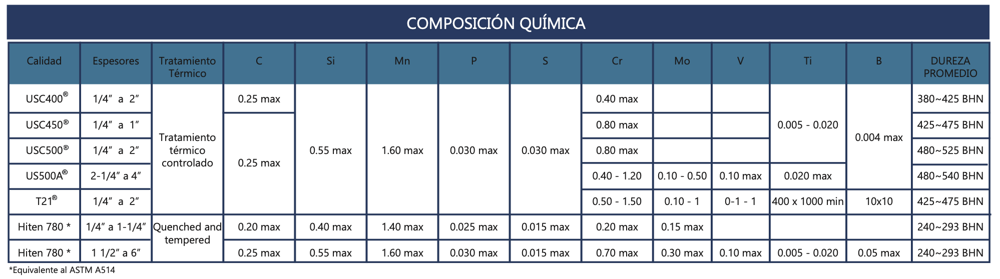 COMPOSICIÓN QUÍMICA
Calidad Espesores Tratamiento Térmico C Si Mn P S Cr Mo V Ti B DUREZA PROMEDIO
USC400® 1/4” a 2” 0.25 max 0.40 max 380~425 BHN
USC450® 1/4” a 1” 0.80 max 0.005 - 0.020 425~475 BHN
Tratamiento térmico controlado 0.004 max
USC500® 1/4” a 2” 0.55 max 1.60 max 0.030 max 0.030 max 0.80 max 480~525 BHN
0.25 max
US500A® 2-1/4” a 4” 0.40 - 1.20 0.10 - 0.50 0.10 max 0.020 max 480~540 BHN
T21® 1/4” a 2” 0.50 - 1.50 0.10 - 1 0-1 - 1 400 x 1000 min 10x10 425~475 BHN
Hiten 780 * 1/4” a 1-1/4” Quenched and tempered 0.20 max 0.40 max 1.40 max 0.025 max 0.015 max 0.20 max 0.15 max 240~293 BHN
Hiten 780 * 1 1/2” a 6” 0.25 max 0.55 max 1.60 max 0.030 max 0.015 max 0.70 max 0.30 max 0.10 max 0.005 - 0.020 0.05 max 240~293 BHN
*Equivalente al ASTM A514